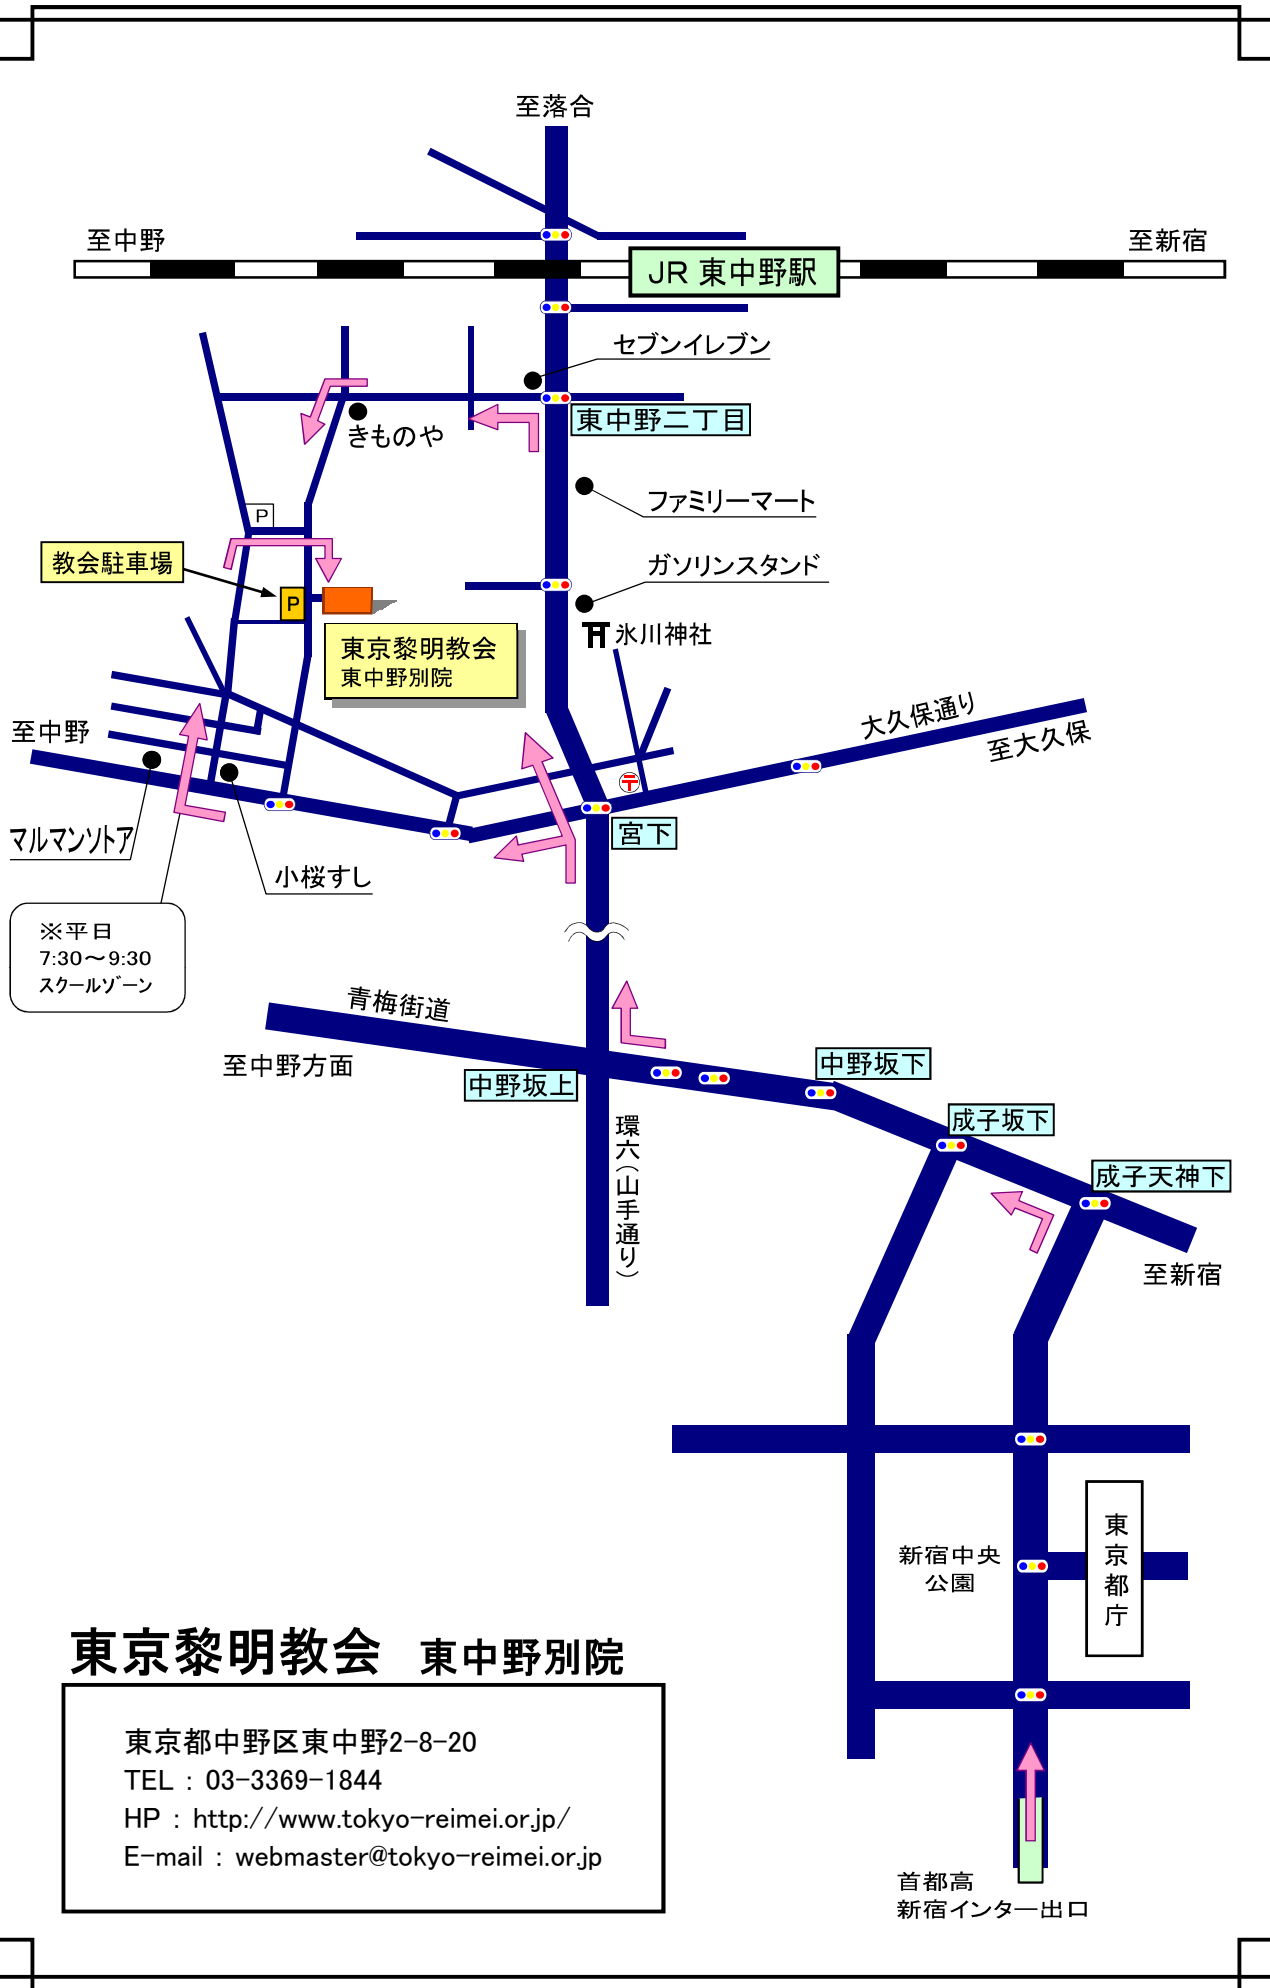 至落合
至中野
至新宿
JR 東中野駅
セブンイレブン
東中野二丁目
きものや
ファミリーマート
P
教会駐車場
ガソリンスタンド
P
氷川神社
東京黎明教会
東中野別院
大久保通り
至大久保
至中野
〒
宮下
マルマンソトア
小桜すし
※平日
7:30～9:30
スクールゾーン
青梅街道
至中野方面
中野坂上
中野坂下
成子坂下
成子天神下
環六(山手通り)
至新宿
東京都庁
新宿中央
公園
東京黎明教会 東中野別院
東京都中野区東中野2-8-20
TEL : 03-3369-1844
HP : http://www.tokyo-reimei.or.jp/
E-mail : webmaster@tokyo-reimei.or.jp
首都高
新宿インター出口